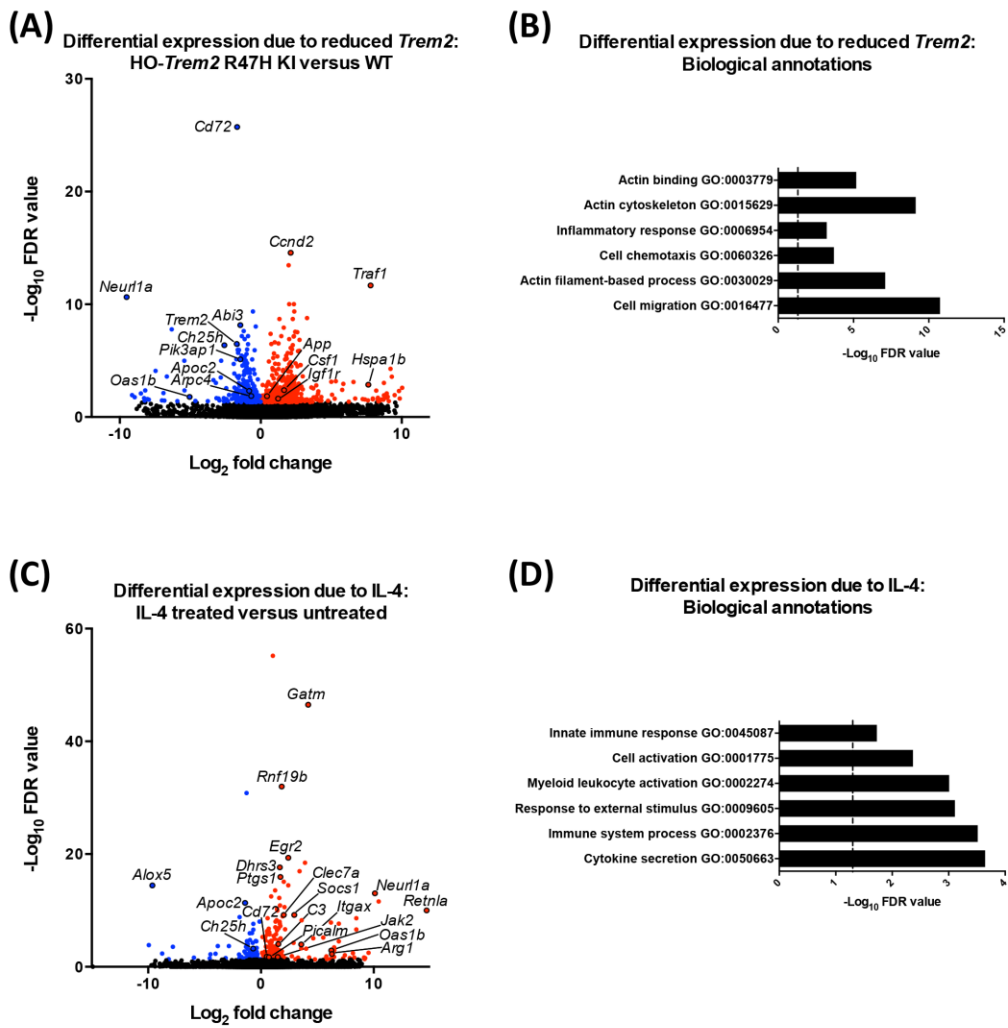 (A)
Differential expression due to reduced Trem2:
HO-Trem2 R47H KI versus WT
30
20
10
0
-Log10 FDR value
Cd72
Ccnd2
Traf1
Neurl1a
Abi3
Trem2
Ch25h
Pik3ap1
App
Csf1
Hspa1b
Igf1r
Apoc2
Oas1b
Arpc4
-10
0
10
Log2 fold change
(B)
Differential expression due to reduced Trem2:
Biological annotations
Actin binding GO:0003779
Actin cytoskeleton GO:0015629
Inflammatory response GO:0006954
Cell chemotaxis GO:0060326
Actin filament-based process GO:0030029
Cell migration GO:0016477
0
5
10
15
-Log10 FDR value
(C)
Differential expression due to IL-4:
IL-4 treated versus untreated
60
40
20
0
-Log10 FDR value
Gatm
Rnf19b
Egr2
Dhrs3
Ptgs1
Clec7a
Alox5
Socs1
Neurl1a
Retnla
Apoc2
Cd72
C3
Itgax
Ch25h
Picalm
Jak2
Oas1b
Arg1
-10
0
10
Log2 fold change
(D)
Differential expression due to IL-4:
Biological annotations
Innate immune response GO:0045087
Cell activation GO:0001775
Myeloid leukocyte activation GO:0002274
Response to external stimulus GO:0009605
Immune system process GO:0002376
Cytokine secretion GO:0050663
0
1
2
3
4
-Log10 FDR value